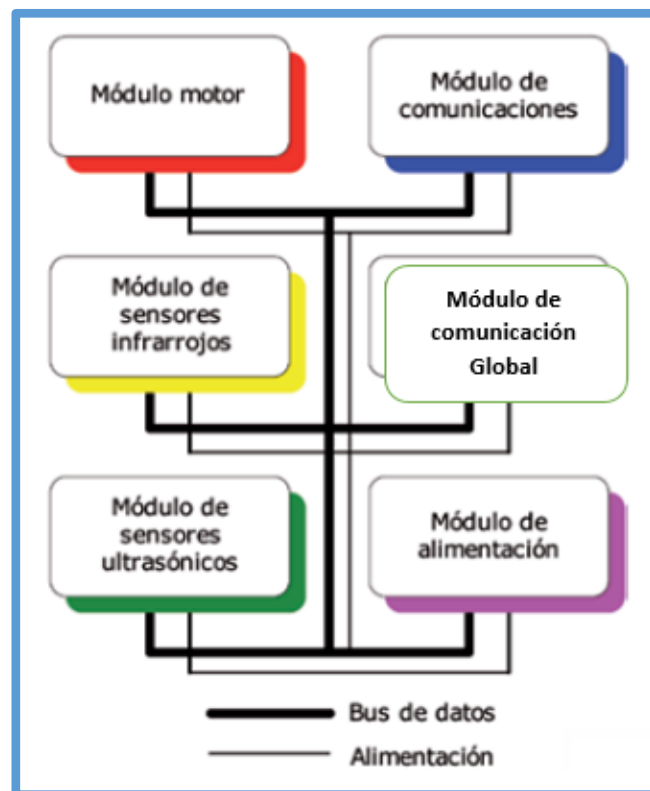 Módulo motor
Módulo de
comunicaciones
Módulo de
sensores
infrarrojos
Módulo de
comunicación
Global
Módulo de
sensores
ultrasónicos
Módulo de
alimentación
Bus de datos
Alimentación